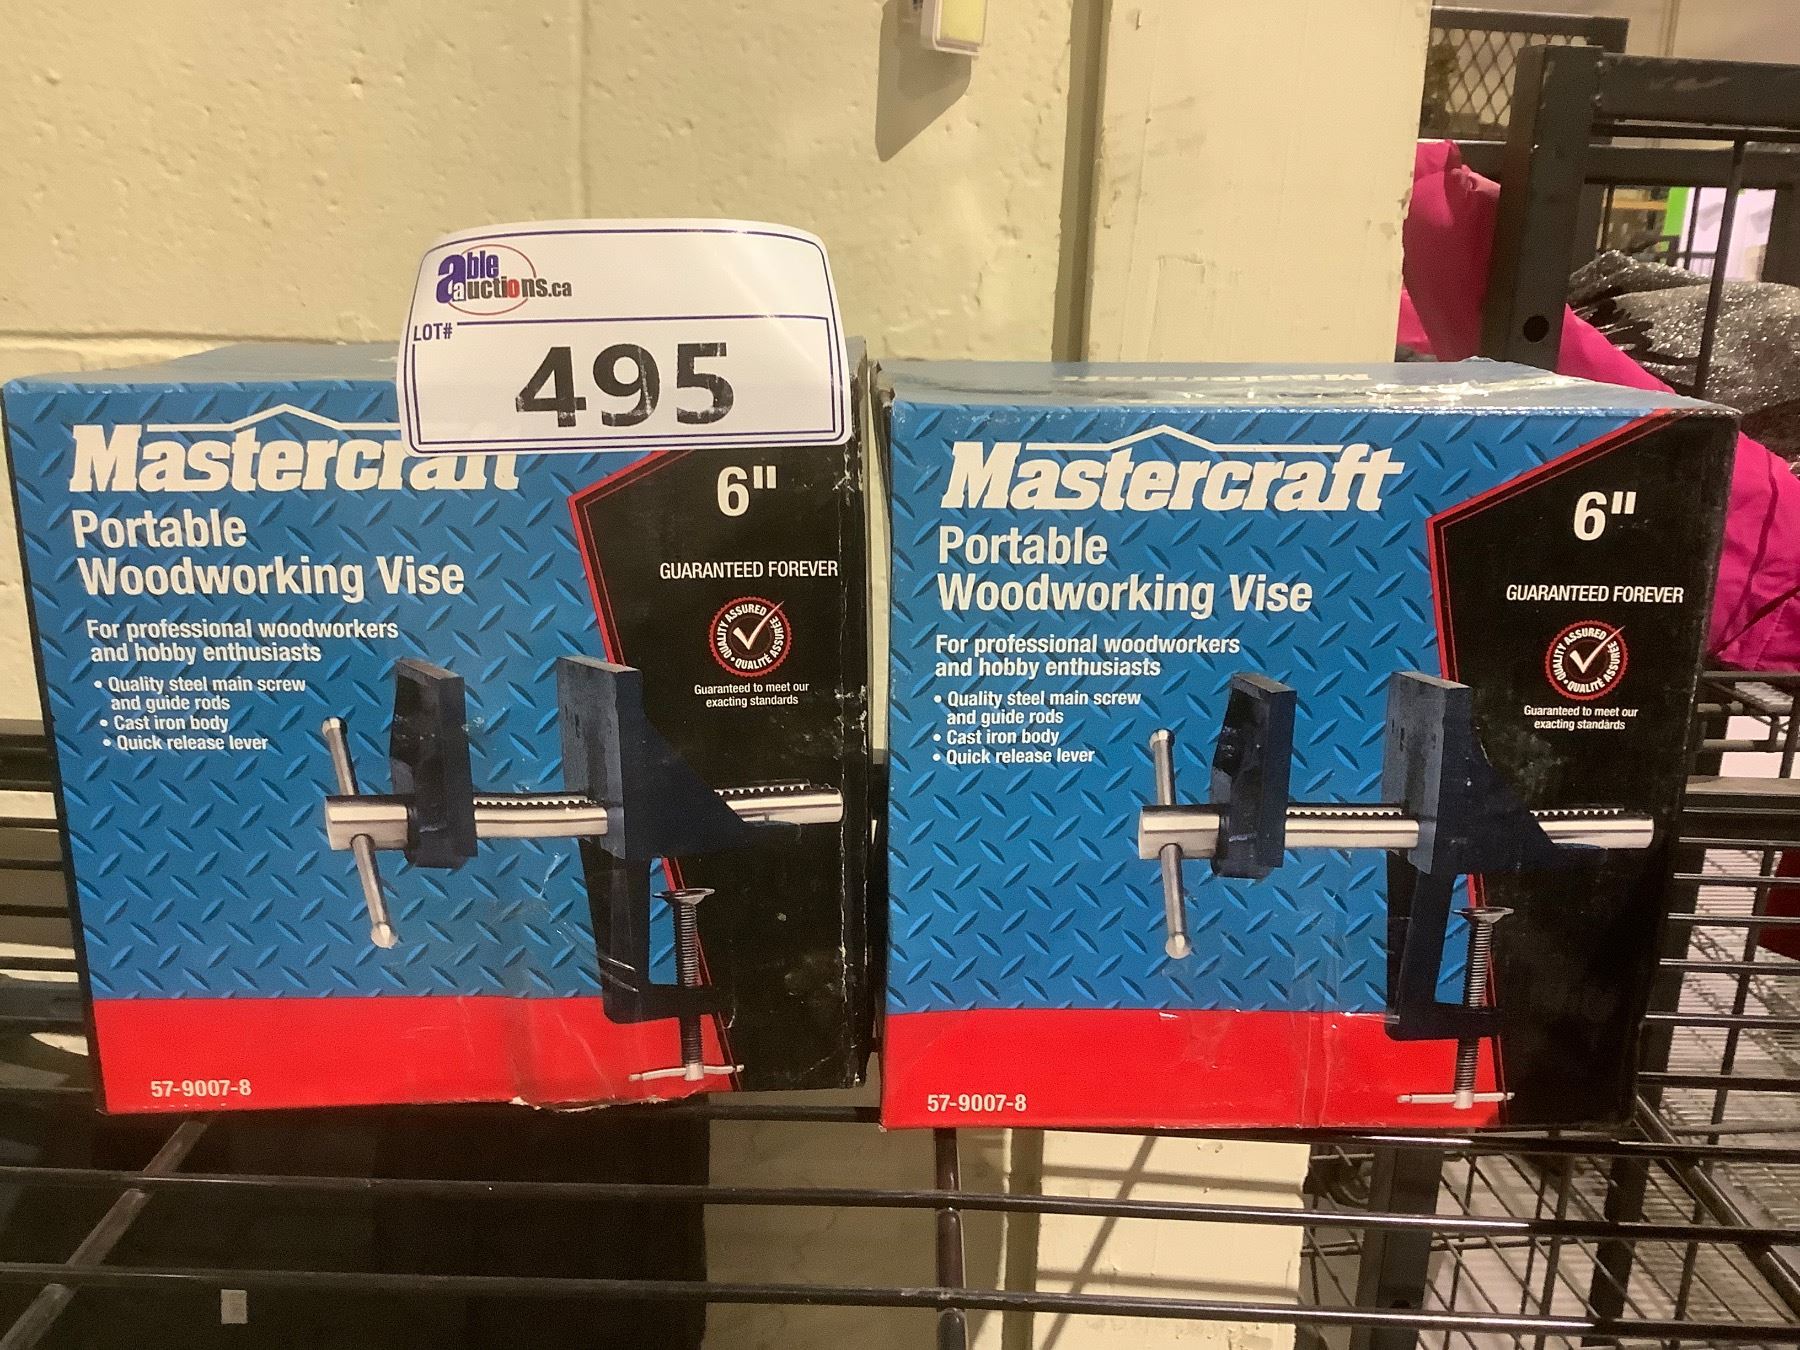 able
auctions.ca
LOT#
495
Mastercraft
Portable
Woodworking Vise
For professional woodworkers
and hobby enthusiasts
• Quality steel main screw
and guide rods
• Cast iron body
• Quick release lever
6"
GUARANTEED FOREVER
QUALITY ASSURED • QUALITÉ ASSURÉE
Guaranteed to meet our
exacting standards
57-9007-8
Mastercraft
Mastercraft
Portable
Woodworking Vise
For professional woodworkers
and hobby enthusiasts
• Quality steel main screw
and guide rods
• Cast iron body
• Quick release lever
6"
GUARANTEED FOREVER
QUALITY ASSURED • QUALITÉ ASSURÉE
Guaranteed to meet our
exacting standards
57-9007-8